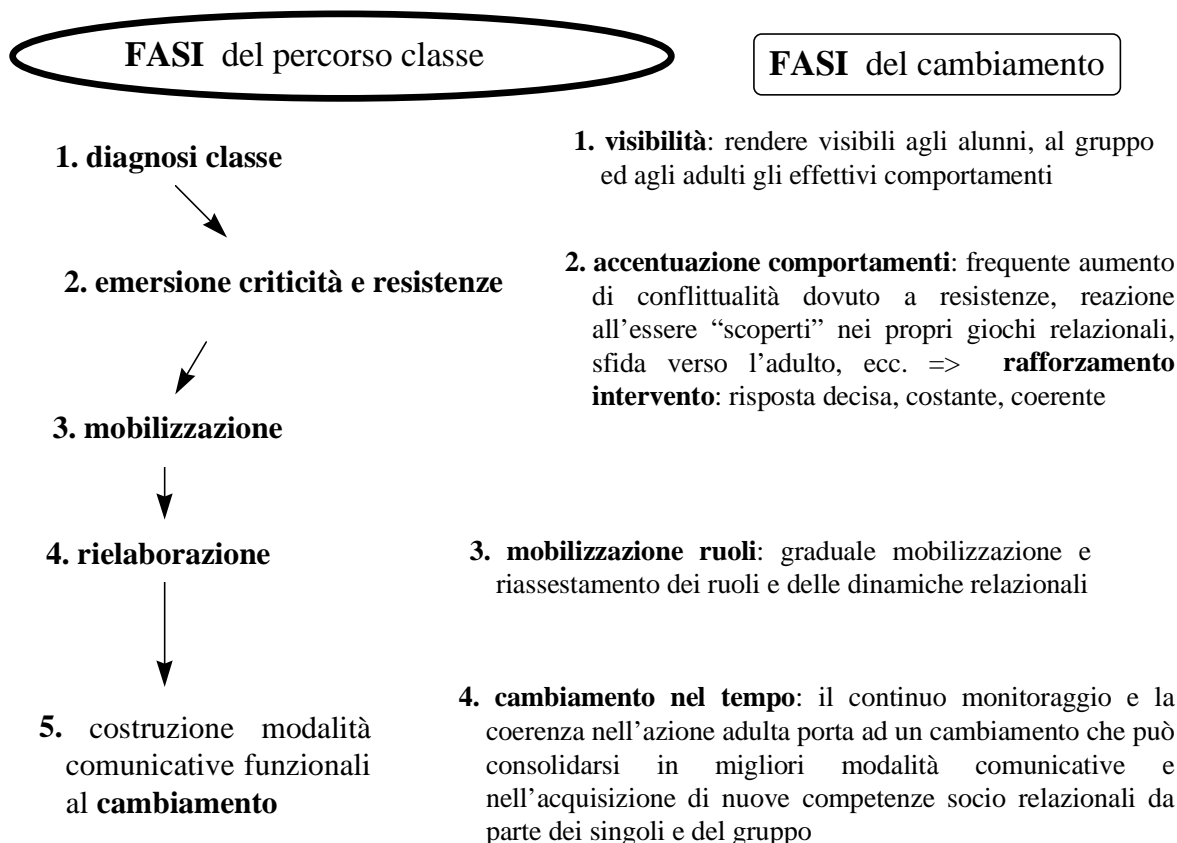 FASI del percorso classe
FASI del cambiamento
1. diagnosi classe
2. emersione criticità e resistenze
3. mobilizzazione
4. rielaborazione
5. costruzione modalità
comunicative funzionali
al cambiamento
1. visibilità: rendere visibili agli alunni, al gruppo
ed agli adulti gli effettivi comportamenti
2. accentuazione comportamenti: frequente aumento
di conflittualità dovuto a resistenze, reazione
all’essere “scoperti” nei propri giochi relazionali,
sfida verso l’adulto, ecc. => rafforzamento
intervento: risposta decisa, costante, coerente
3. mobilizzazione ruoli: graduale mobilizzazione e
riassestamento dei ruoli e delle dinamiche relazionali
4. cambiamento nel tempo: il continuo monitoraggio e la
coerenza nell’azione adulta porta ad un cambiamento che può
consolidarsi in migliori modalità comunicative e
nell’acquisizione di nuove competenze socio relazionali da
parte dei singoli e del gruppo